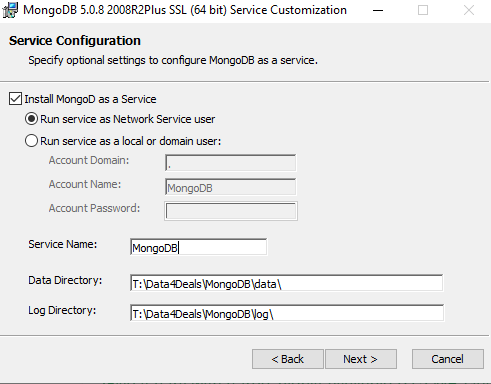 MongoDB 5.0.8 2008R2Plus SSL (64 bit) Service Customization
Service Configuration
Specify optional settings to configure MongoDB as a service.
Install MongoD as a Service
Run service as Network Service user
Run service as a local or domain user:
Account Domain: .
Account Name: MongoDB
Account Password:
Service Name: MongoDB
Data Directory: T:\Data4Deals\MongoDB\data\
Log Directory: T:\Data4Deals\MongoDB\log\
< Back Next > Cancel